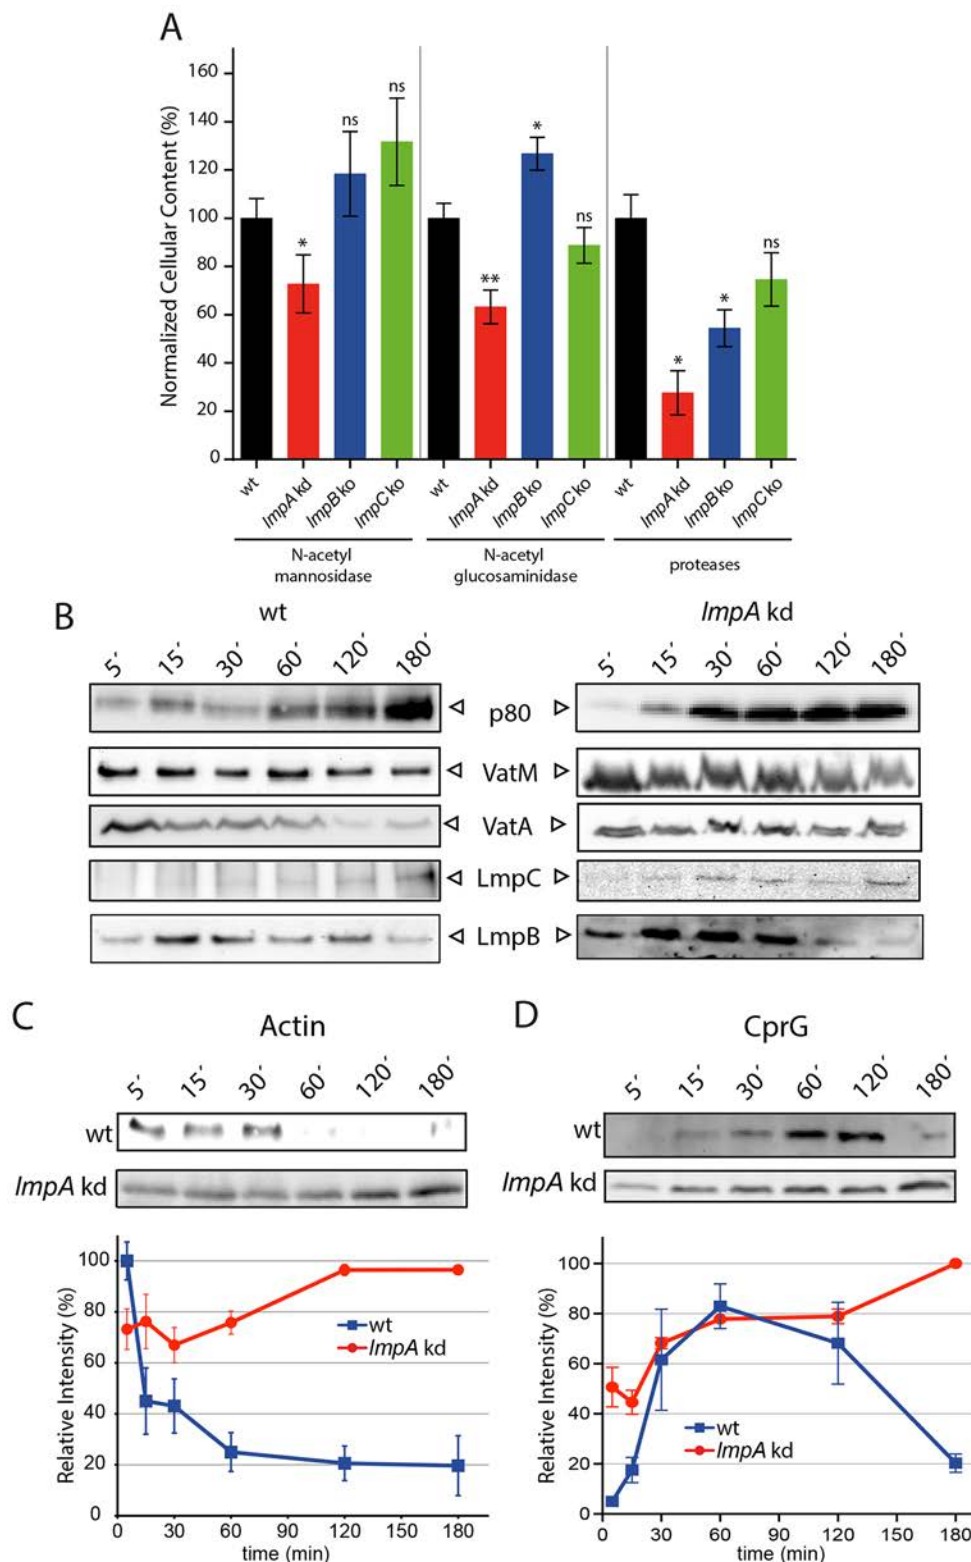 A
Normalized Cellular Content (%)
160
140
120
100
80
60
40
20
0
* ns ns
** * ns
* * ns
wt lmpA kd lmpB ko lmpC ko wt lmpA kd lmpB ko lmpC ko wt lmpA kd lmpB ko lmpC ko
N-acetyl mannosidase
N-acetyl glucosaminidase
proteases
B
wt
lmpA kd
5´ 15´ 30´ 60´ 120´ 180´
5´ 15´ 30´ 60´ 120´ 180´
p80
VatM
VatA
LmpC
LmpB
C
Actin
5´ 15´ 30´ 60´ 120´ 180´
wt
lmpA kd
Relative Intensity (%)
100
80
60
40
20
0
wt
lmpA kd
0 30 60 90 120 150 180
time (min)
D
CprG
5´ 15´ 30´ 60´ 120´ 180´
wt
lmpA kd
Relative Intensity (%)
100
80
60
40
20
0
wt
lmpA kd
0 30 60 90 120 150 180
time (min)